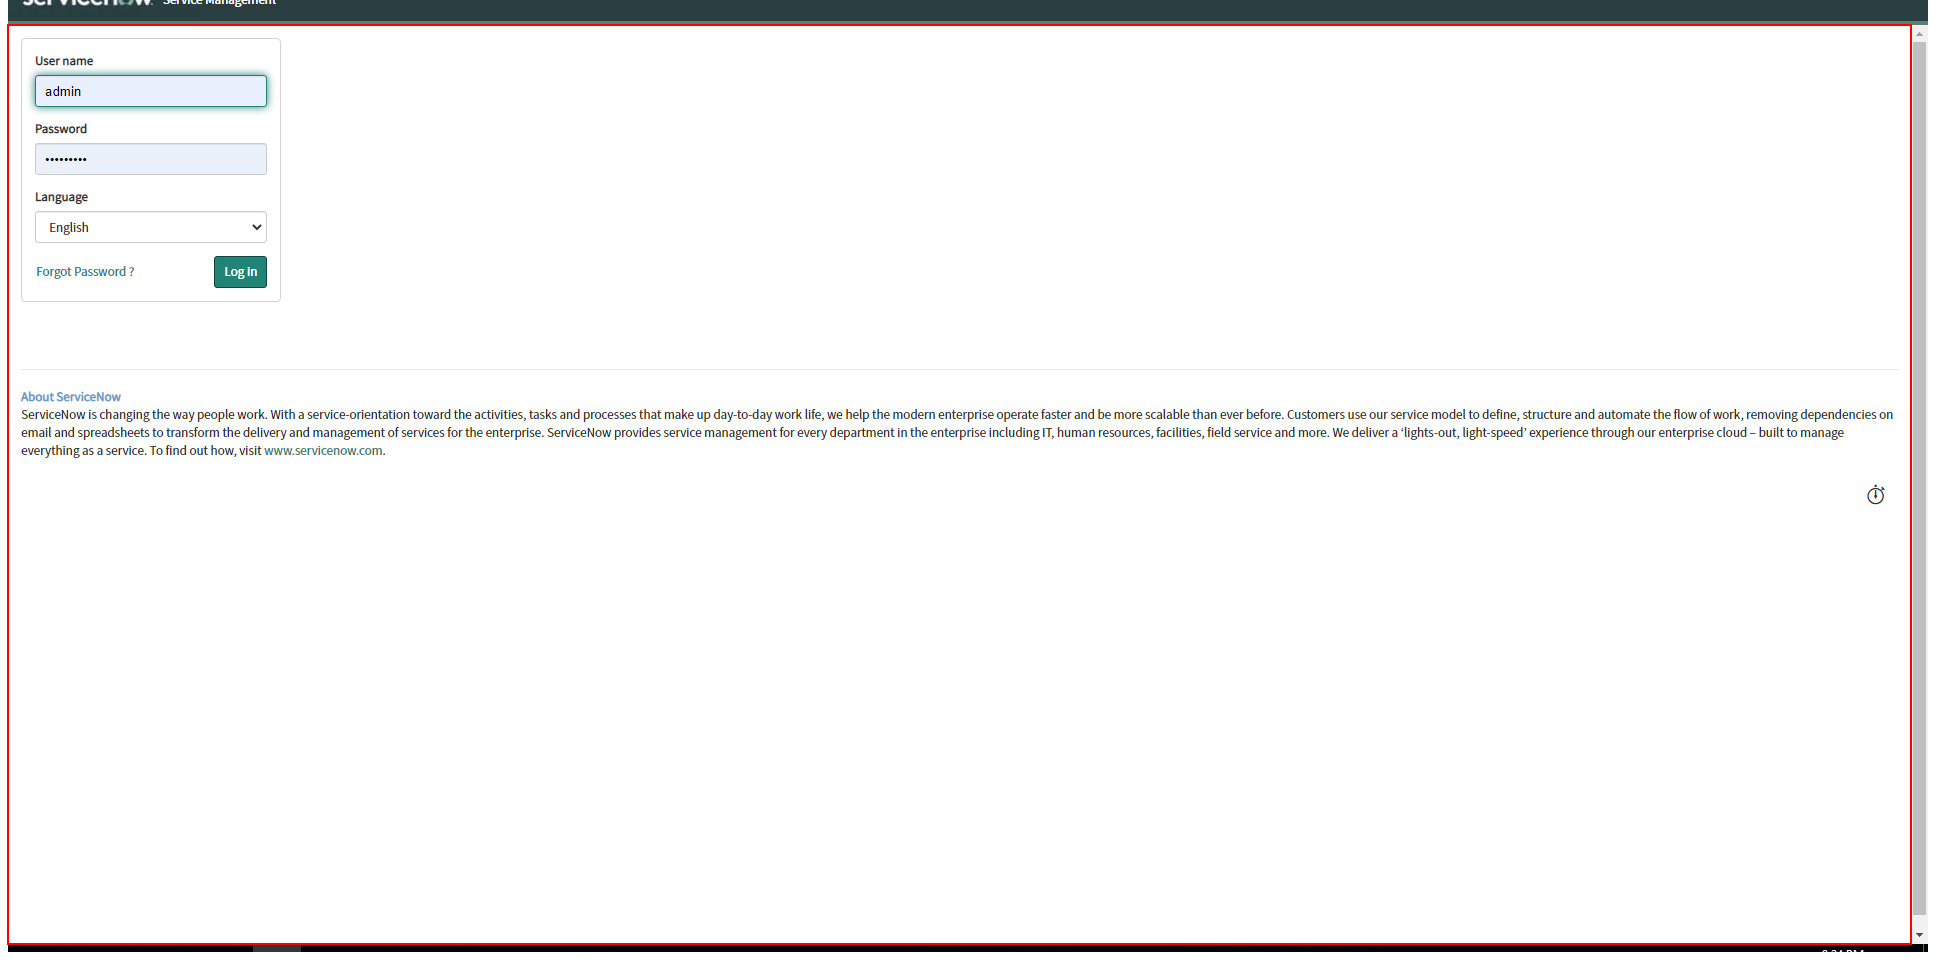 servicenow. Service Management
User name
admin
Password
•••••••••
Language
English
Forgot Password ?
Log in
About ServiceNow
ServiceNow is changing the way people work. With a service-orientation toward the activities, tasks and processes that make up day-to-day work life, we help the modern enterprise operate faster and be more scalable than ever before. Customers use our service model to define, structure and automate the flow of work, removing dependencies on
email and spreadsheets to transform the delivery and management of services for the enterprise. ServiceNow provides service management for every department in the enterprise including IT, human resources, facilities, field service and more. We deliver a ‘lights-out, light-speed’ experience through our enterprise cloud – built to manage
everything as a service. To find out how, visit www.servicenow.com.